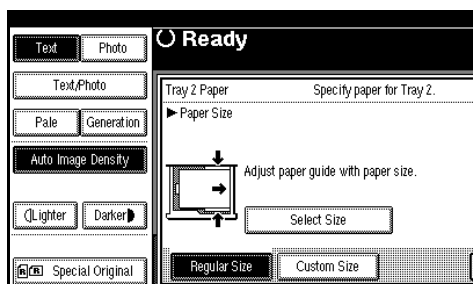 Text Photo
Ready
Text/Photo
Tray 2 Paper Specify paper for Tray 2.
Pale Generation
Paper Size
Auto Image Density
Adjust paper guide with paper size.
Lighter Darker
Select Size
Special Original
Regular Size Custom Size